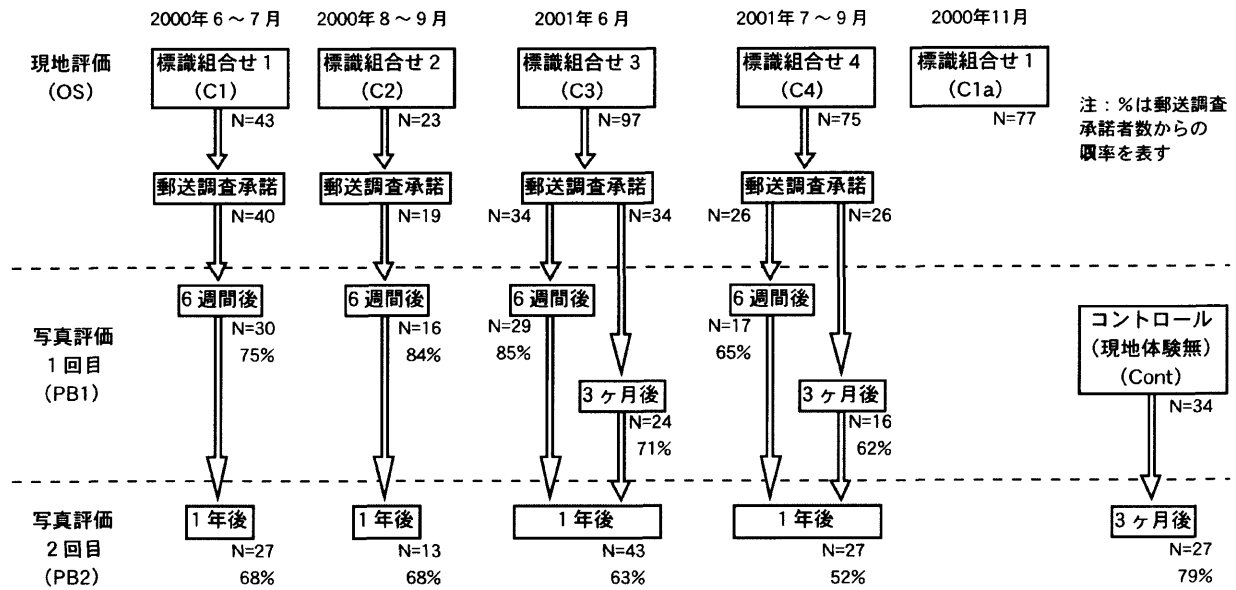 2000年6～7月
2000年8～9月
2001年6月
2001年7～9月
2000年11月
現地評価
(OS)
標識組合せ1
(C1)
標識組合せ2
(C2)
標識組合せ3
(C3)
標識組合せ4
(C4)
標識組合せ1
(C1a)
N=43
N=23
N=97
N=75
N=77
注：%は郵送調査
承諾者数からの
回収率を表す
郵送調査承諾
郵送調査承諾
郵送調査承諾
郵送調査承諾
N=40
N=19
N=34
N=34
N=26
N=26
写真評価
1回目
(PB1)
6週間後
6週間後
6週間後
6週間後
N=30
75%
N=16
84%
N=29
85%
N=17
65%
3ヶ月後
N=24
71%
3ヶ月後
N=16
62%
コントロール
(現地体験無)
(Cont)
N=34
写真評価
2回目
(PB2)
1年後
1年後
1年後
1年後
3ヶ月後
N=27
68%
N=13
68%
N=43
63%
N=27
52%
N=27
79%